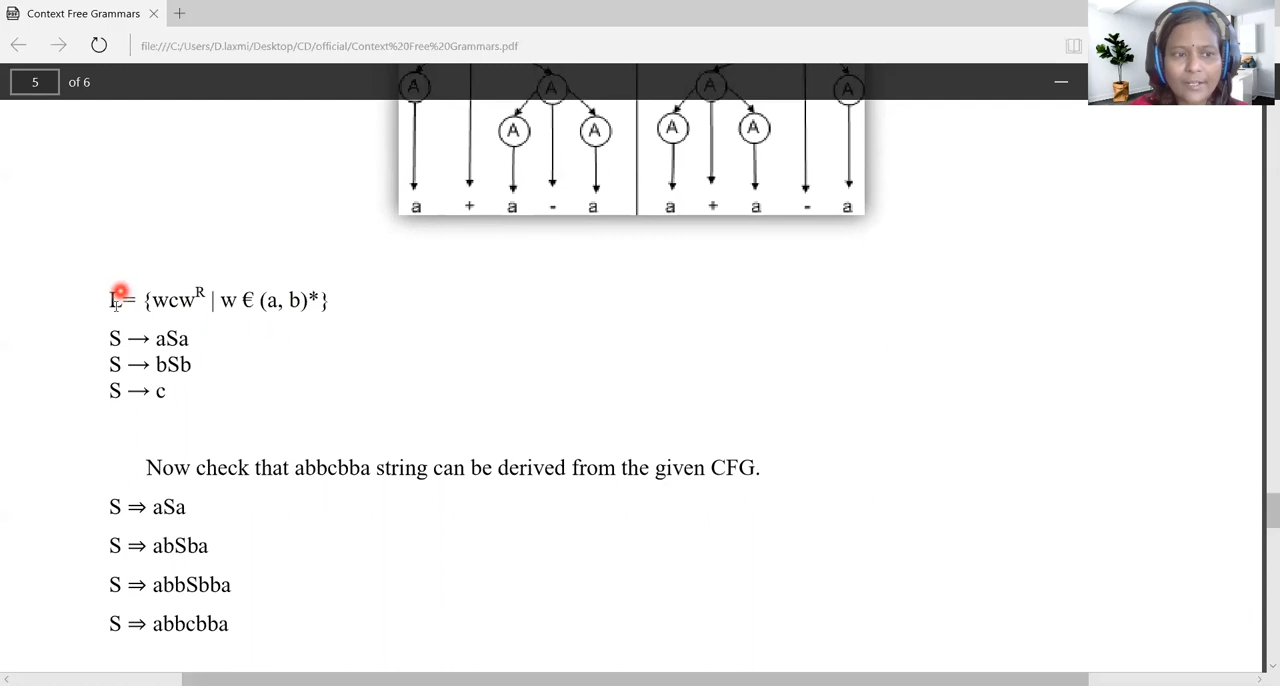 Context Free Grammars
file:///C:/Users/D.laxmi/Desktop/CD/official/Context%20Free%20Grammars.pdf
5 of 6
A A A A
A A A A
a + a - a a + a - a
L= {wcwᴿ | w € (a, b)*}
S → aSa
S → bSb
S → c
Now check that abbcbba string can be derived from the given CFG.
S ⇒ aSa
S ⇒ abSba
S ⇒ abbSbba
S ⇒ abbcbba